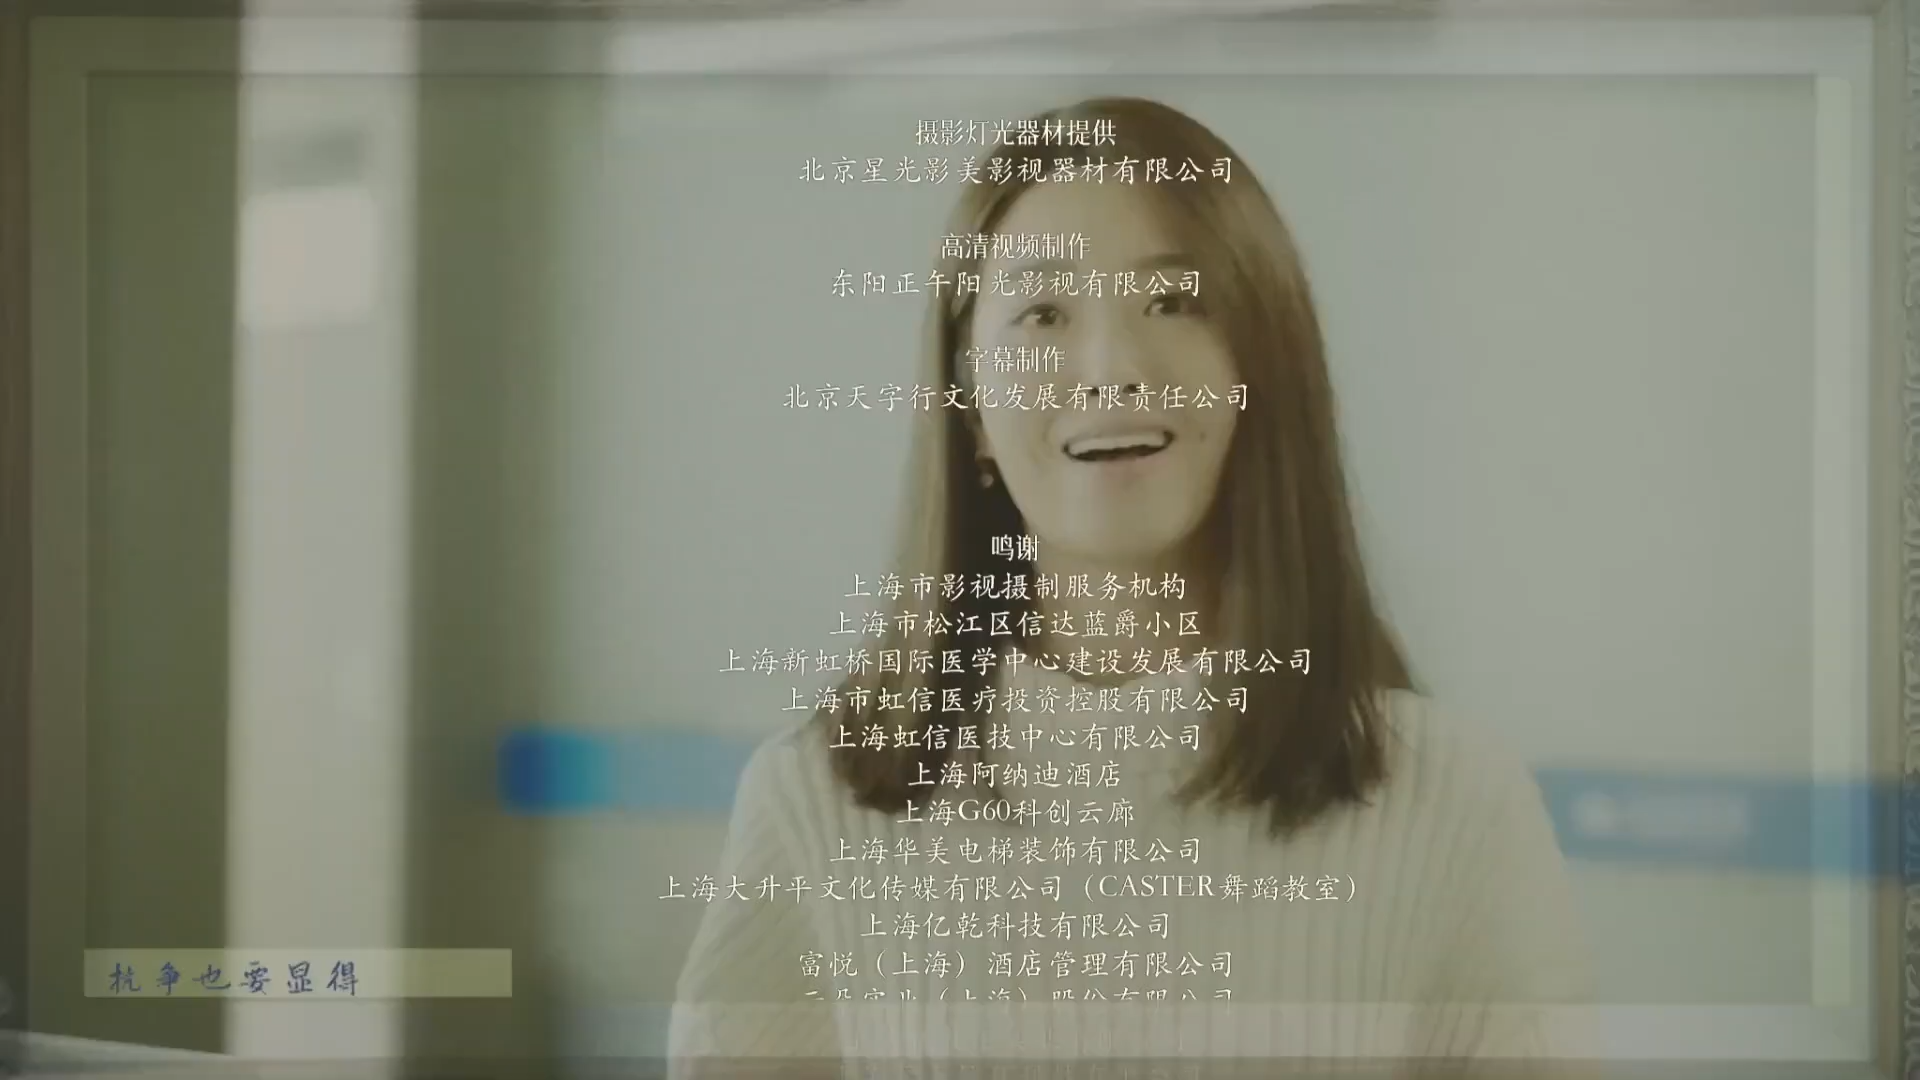 摄影灯光器材提供
北京星光影美影视器材有限公司
高清视频制作
东阳正午阳光影视有限公司
字幕制作
北京天字行文化发展有限责任公司
鸣谢
上海市影视摄制服务机构
上海市松江区信达蓝爵小区
上海新虹桥国际医学中心建设发展有限公司
上海市虹信医疗投资控股有限公司
上海虹信医技中心有限公司
上海阿纳迪酒店
上海G60科创云廊
上海华美电梯装饰有限公司
上海大升平文化传媒有限公司（CASTER舞蹈教室）
上海亿乾科技有限公司
富悦（上海）酒店管理有限公司
抗争也要显得